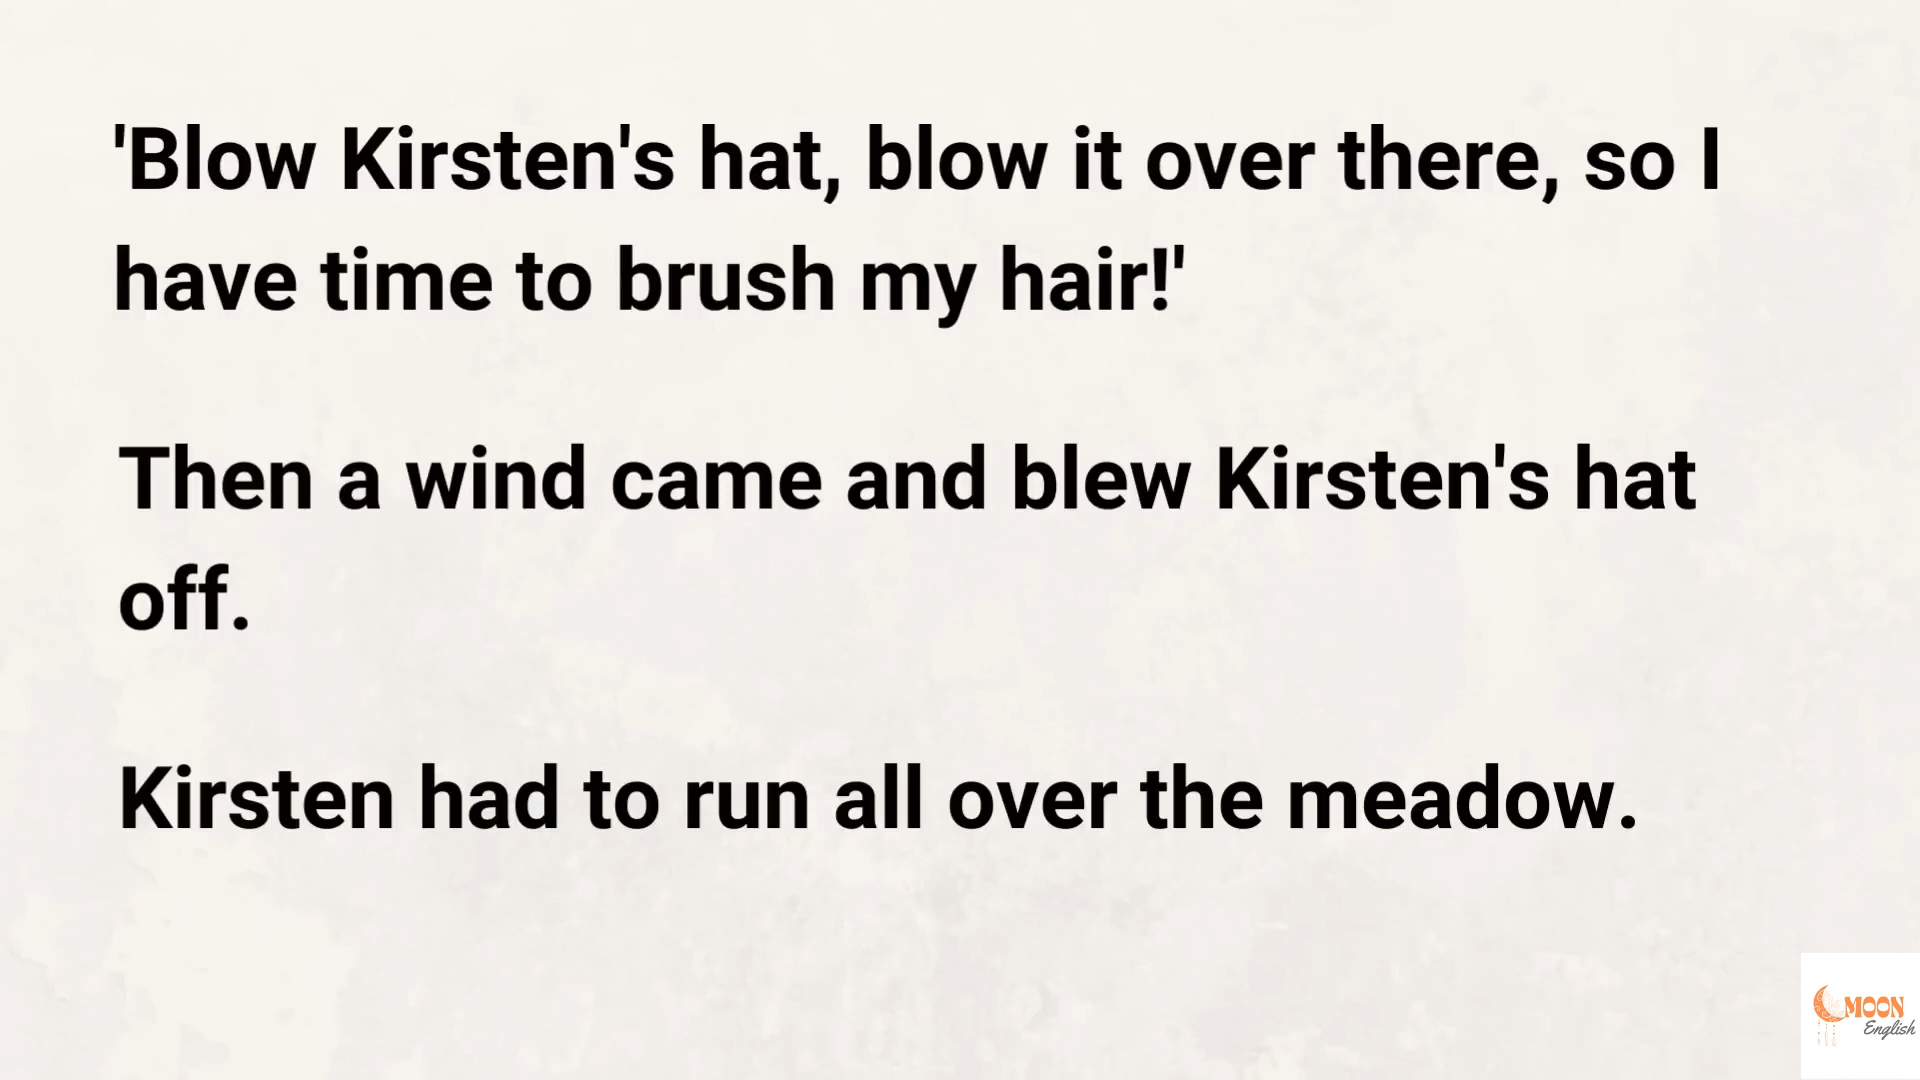 'Blow Kirsten's hat, blow it over there, so I
have time to brush my hair!'
Then a wind came and blew Kirsten's hat
off.
Kirsten had to run all over the meadow.
MOON
English